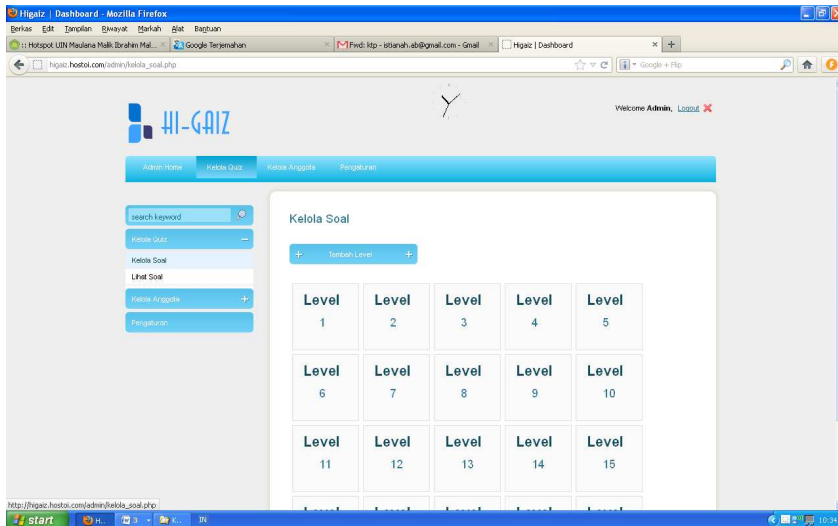 Higaiz | Dashboard - Mozilla Firefox
Berkas Edit Tampilan Riwayat Markah Alat Bantuan
:: Hotspot UIN Maulana Malik Ibrahim Mal... Google Terjemahan Fwd: ktp - istianah.ab@gmail.com - Gmail Higaiz | Dashboard
higaiz.hostoi.com/admin/kelola_soal.php Google + Flip
HI-GAIZ
Welcome Admin, Logout
Admin Home Kelola Quiz Kelola Anggota Pengaturan
search keyword
Kelola Quiz
Kelola Soal
Lihat Soal
Kelola Anggota
Pengaturan
Kelola Soal
+ Tambah Level +
Level Level Level Level Level
1 2 3 4 5
Level Level Level Level Level
6 7 8 9 10
Level Level Level Level Level
11 12 13 14 15
http://higaiz.hostoi.com/admin/kelola_soal.php
start H.. 3 K.. IN 10:34